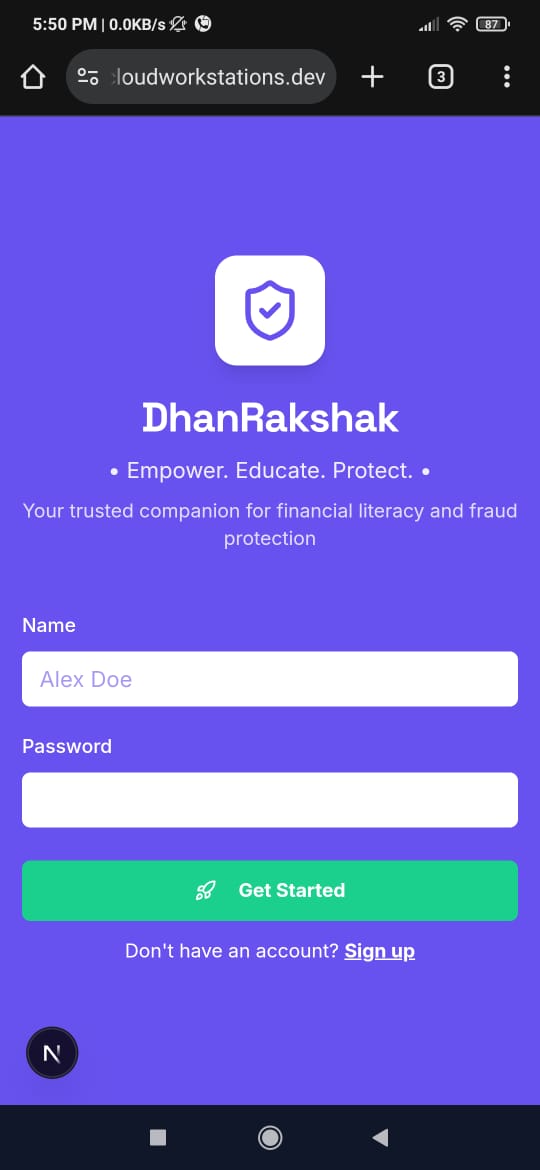 5:50 PM | 0.0KB/s
87
cloudworkstations.dev
3
DhanRakshak
• Empower. Educate. Protect. •
Your trusted companion for financial literacy and fraud
protection
Name
Alex Doe
Password
Get Started
Don't have an account? Sign up
N